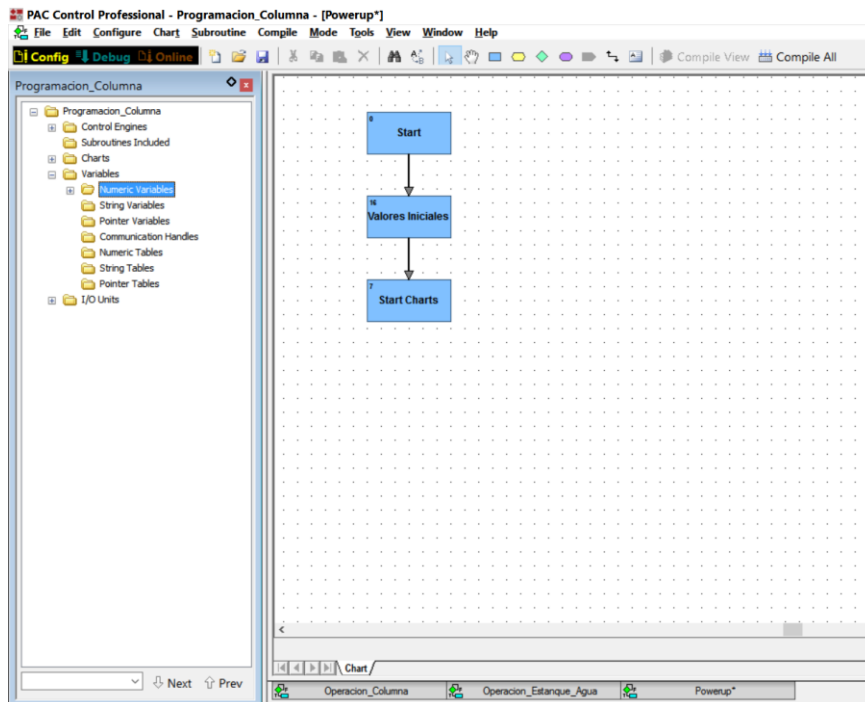 PAC Control Professional - Programacion_Columna - [Powerup*]
File Edit Configure Chart Subroutine Compile Mode Tools View Window Help
Config Debug Online Compile View Compile All
Programacion_Columna
Programacion_Columna
Control Engines
Subroutines Included
Charts
Variables
Numeric Variables
String Variables
Pointer Variables
Communication Handles
Numeric Tables
String Tables
Pointer Tables
I/O Units
Next Prev
0
Start
16
Valores Iniciales
7
Start Charts
Chart
Operacion_Columna Operacion_Estanque_Agua Powerup*